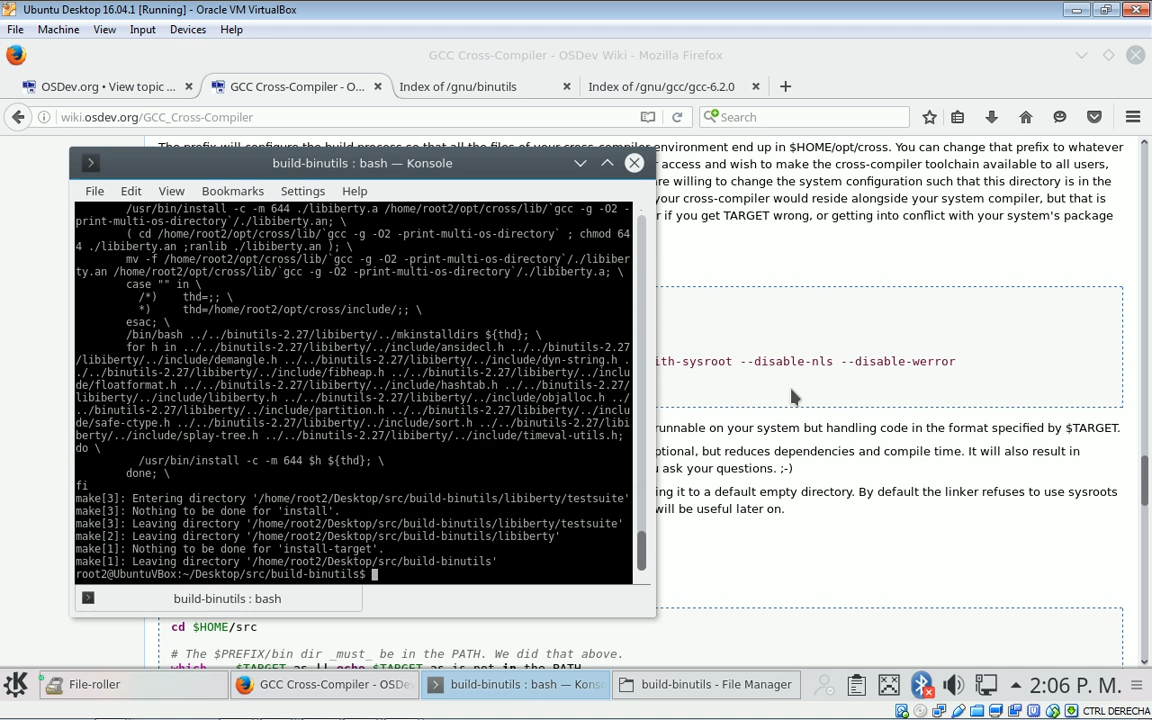 Ubuntu Desktop 16.04.1 [Running] - Oracle VM VirtualBox
File Machine View Input Devices Help
GCC Cross-Compiler - OSDev Wiki - Mozilla Firefox
OSDev.org • View topic ... GCC Cross-Compiler - O... Index of /gnu/binutils Index of /gnu/gcc/gcc-6.2.0
wiki.osdev.org/GCC_Cross-Compiler Search
environment end up in $HOME/opt/cross. You can change that prefix to whatever
build-binutils : bash — Konsole
access and wish to make the cross-compiler toolchain available to all users,
re willing to change the system configuration such that this directory is in the
File Edit View Bookmarks Settings Help
your cross-compiler would reside alongside your system compiler, but that is
r if you get TARGET wrong, or getting into conflict with your system's package
/usr/bin/install -c -m 644 ./libiberty.a /home/root2/opt/cross/lib/`gcc -g -O2 -
print-multi-os-directory`/./libiberty.an; \
( cd /home/root2/opt/cross/lib/`gcc -g -O2 -print-multi-os-directory` ; chmod 64
4 ./libiberty.an ;ranlib ./libiberty.an ); \
mv -f /home/root2/opt/cross/lib/`gcc -g -O2 -print-multi-os-directory`/./libiber
ty.an /home/root2/opt/cross/lib/`gcc -g -O2 -print-multi-os-directory`/./libiberty.a; \
case "" in \
/*) thd=;; \
*) thd=/home/root2/opt/cross/include/;; \
esac; \
/bin/bash ../../binutils-2.27/libiberty/../mkinstalldirs ${thd}; \
for h in ../../binutils-2.27/libiberty/../include/ansidecl.h ../../binutils-2.27
/libiberty/../include/demangle.h ../../binutils-2.27/libiberty/../include/dyn-string.h .
./../binutils-2.27/libiberty/../include/fibheap.h ../../binutils-2.27/libiberty/../inclu
de/floatformat.h ../../binutils-2.27/libiberty/../include/hashtab.h ../../binutils-2.27/
libiberty/../include/libiberty.h ../../binutils-2.27/libiberty/../include/objalloc.h ../
../binutils-2.27/libiberty/../include/partition.h ../../binutils-2.27/libiberty/../inclu
de/safe-ctype.h ../../binutils-2.27/libiberty/../include/sort.h ../../binutils-2.27/libi
berty/../include/splay-tree.h ../../binutils-2.27/libiberty/../include/timeval-utils.h;
do \
/usr/bin/install -c -m 644 $h ${thd}; \
done; \
fi
make[3]: Entering directory '/home/root2/Desktop/src/build-binutils/libiberty/testsuite'
make[3]: Nothing to be done for 'install'.
make[3]: Leaving directory '/home/root2/Desktop/src/build-binutils/libiberty/testsuite'
make[2]: Leaving directory '/home/root2/Desktop/src/build-binutils/libiberty'
make[1]: Nothing to be done for 'install-target'.
make[1]: Leaving directory '/home/root2/Desktop/src/build-binutils'
root2@UbuntuVBox:~/Desktop/src/build-binutils$
build-binutils : bash
ith-sysroot --disable-nls --disable-werror
runnable on your system but handling code in the format specified by $TARGET.
ptional, but reduces dependencies and compile time. It will also result in
u ask your questions. ;-)
ing it to a default empty directory. By default the linker refuses to use sysroots
will be useful later on.
cd $HOME/src
# The $PREFIX/bin dir _must_ be in the PATH. We did that above.
which -- $TARGET-as || echo $TARGET-as is not in the PATH
File-roller GCC Cross-Compiler - OSDev build-binutils : bash — Kons build-binutils - File Manager 2:06 P. M.
CTRL DERECHA